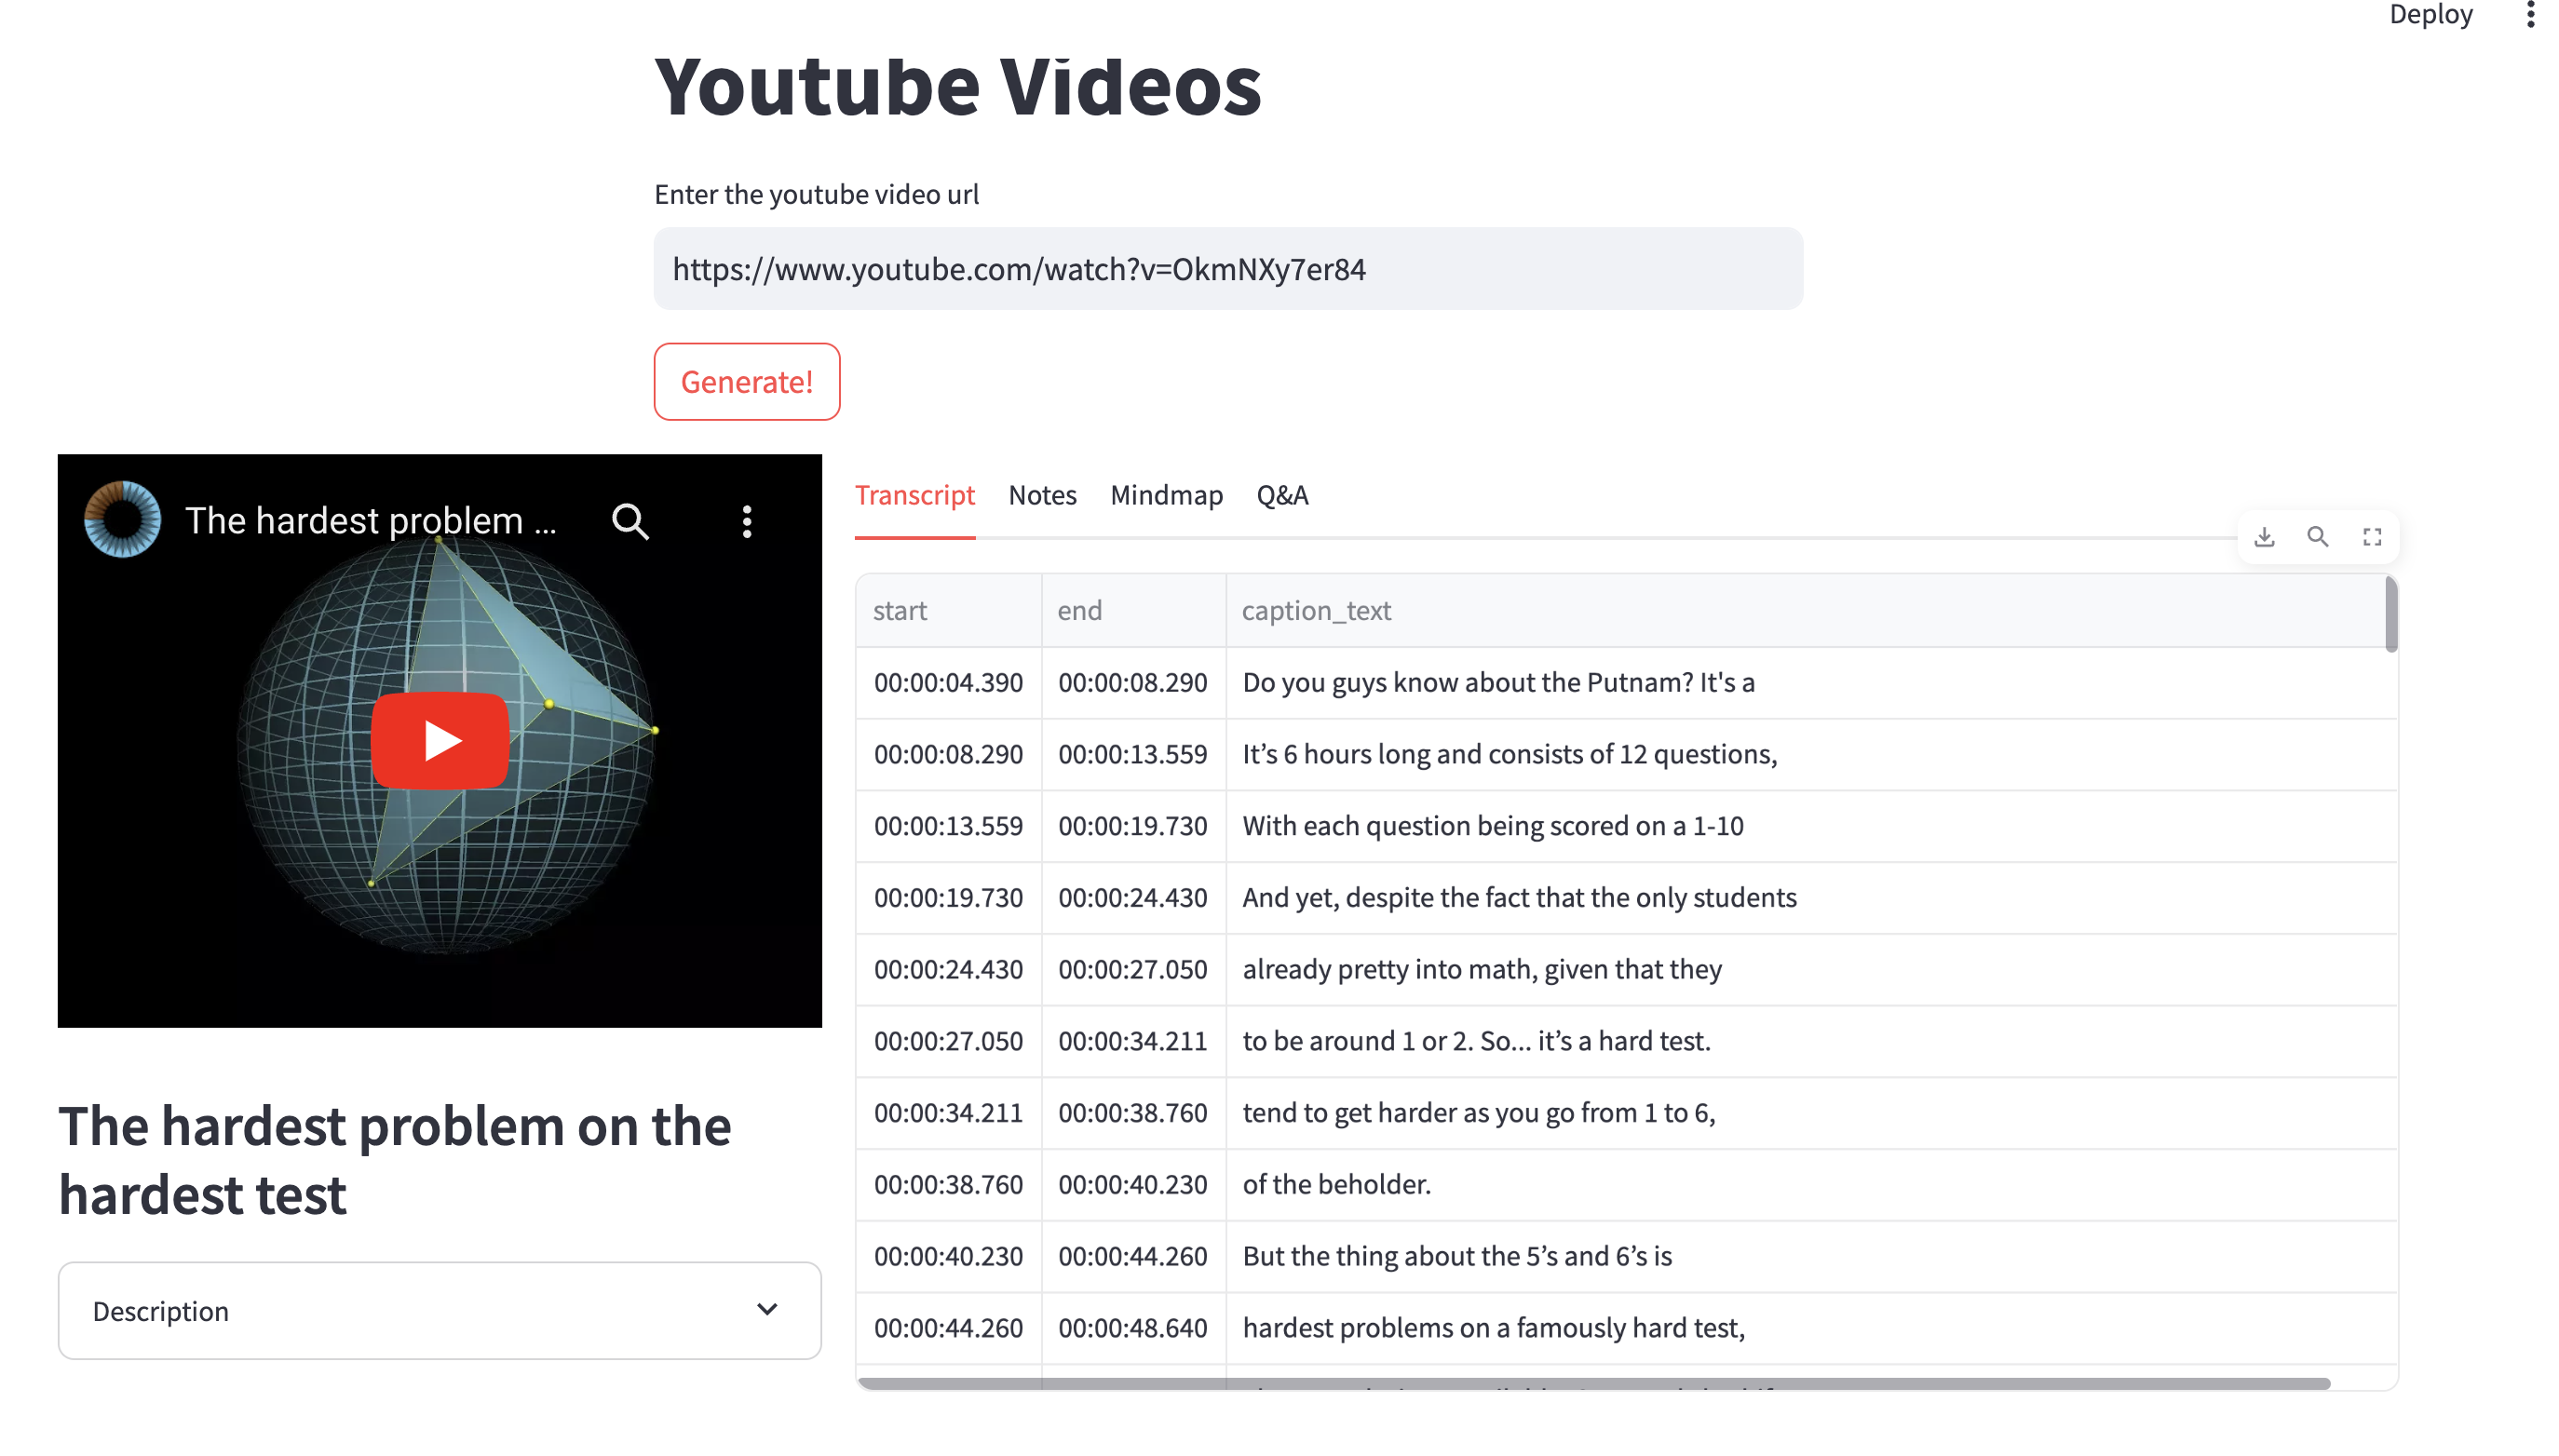 Deploy
Youtube Videos
Enter the youtube video url
https://www.youtube.com/watch?v=OkmNXy7er84
Generate!
The hardest problem ...
The hardest problem on the
hardest test
Description
Transcript Notes Mindmap Q&A
start end caption_text
00:00:04.390 00:00:08.290 Do you guys know about the Putnam? It's a
00:00:08.290 00:00:13.559 It’s 6 hours long and consists of 12 questions,
00:00:13.559 00:00:19.730 With each question being scored on a 1-10
00:00:19.730 00:00:24.430 And yet, despite the fact that the only students
00:00:24.430 00:00:27.050 already pretty into math, given that they
00:00:27.050 00:00:34.211 to be around 1 or 2. So... it’s a hard test.
00:00:34.211 00:00:38.760 tend to get harder as you go from 1 to 6,
00:00:38.760 00:00:40.230 of the beholder.
00:00:40.230 00:00:44.260 But the thing about the 5’s and 6’s is
00:00:44.260 00:00:48.640 hardest problems on a famously hard test,